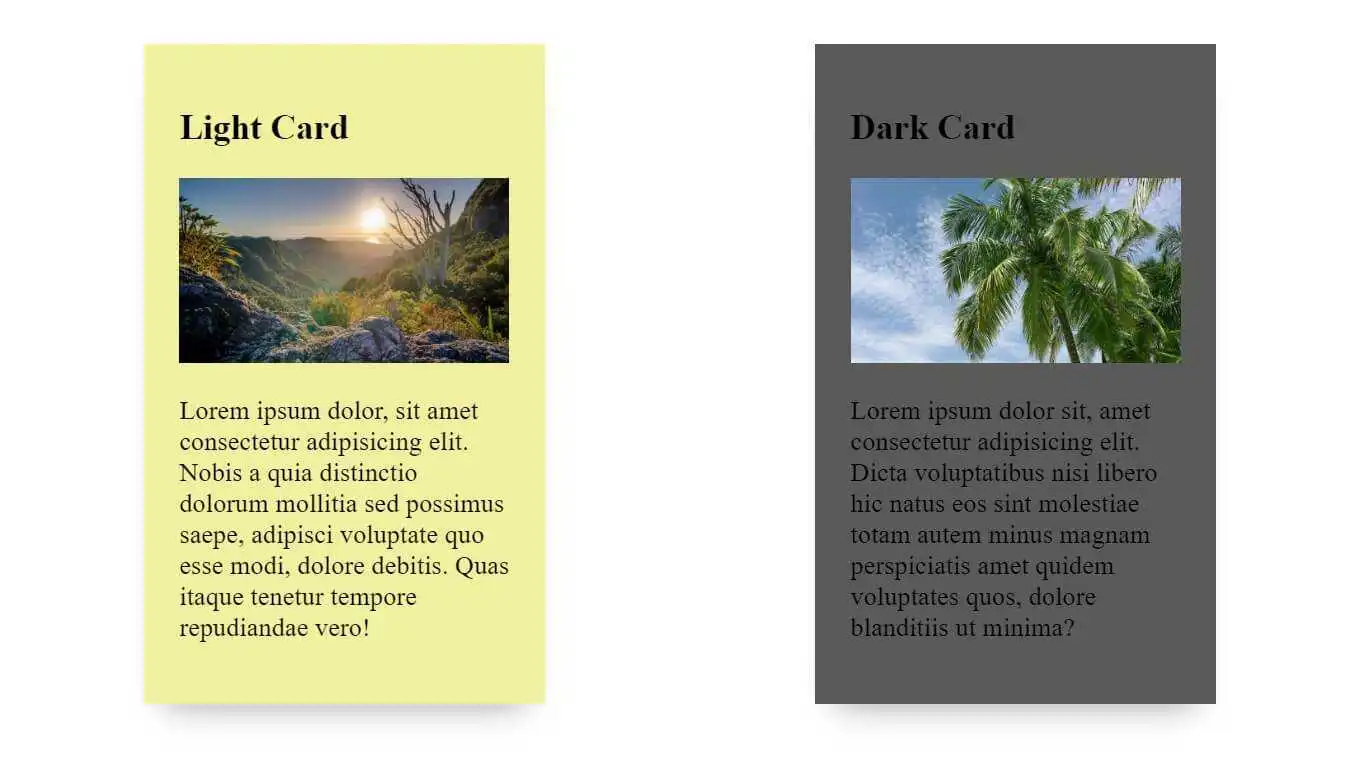 Light Card
Lorem ipsum dolor, sit amet
consectetur adipisicing elit.
Nobis a quia distinctio
dolorum mollitia sed possimus
saepe, adipisci voluptate quo
esse modi, dolore debitis. Quas
itaque tenetur tempore
repudiandae vero!
Dark Card
Lorem ipsum dolor sit, amet
consectetur adipisicing elit.
Dicta voluptatibus nisi libero
hic natus eos sint molestiae
totam autem minus magnam
perspiciatis amet quidem
voluptates quos, dolore
blanditiis ut minima?